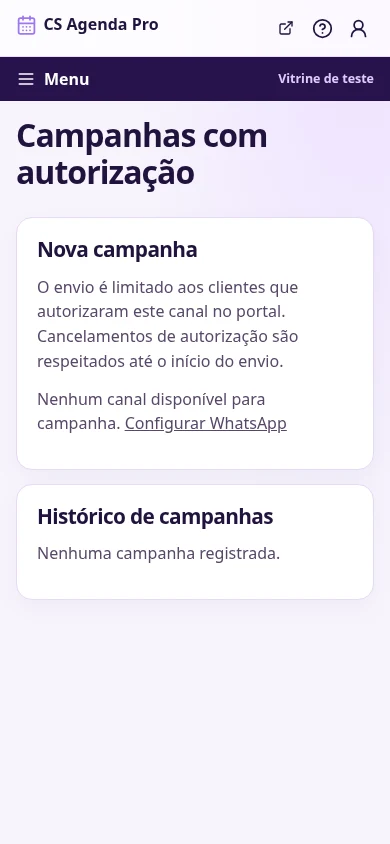 CS Agenda Pro
Menu
Vitrine de teste
Campanhas com
autorização
Nova campanha
O envio é limitado aos clientes que
autorizaram este canal no portal.
Cancelamentos de autorização são
respeitados até o início do envio.
Nenhum canal disponível para
campanha. Configurar WhatsApp
Histórico de campanhas
Nenhuma campanha registrada.